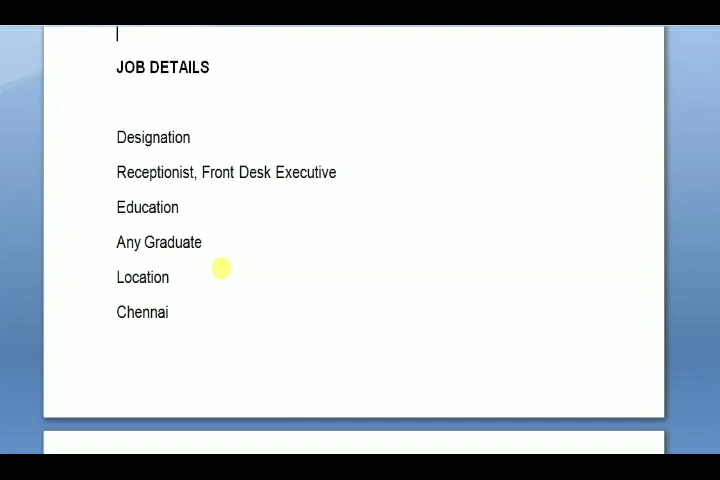 JOB DETAILS
Designation
Receptionist, Front Desk Executive
Education
Any Graduate
Location
Chennai